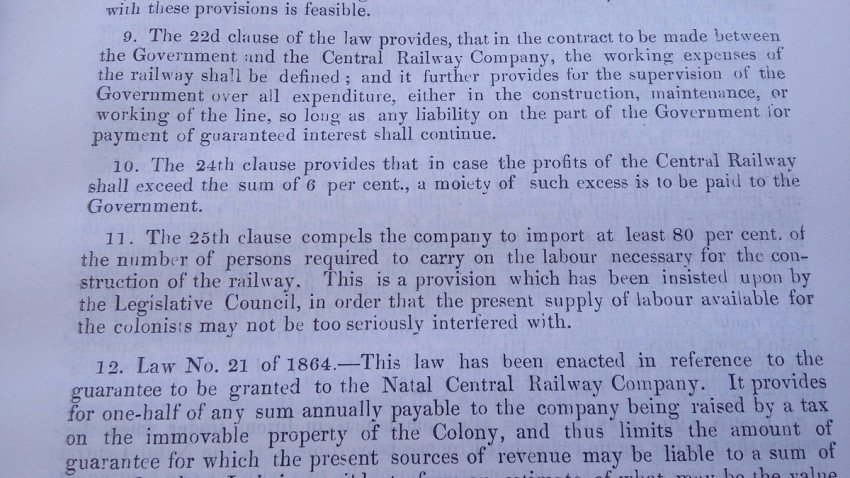 with these provisions is feasible.
9. The 22d clause of the law provides, that in the contract to be made between
the Government and the Central Railway Company, the working expenses of
the railway shall be defined; and it further provides for the supervision of the
Government over all expenditure, either in the construction, maintenance, or
working of the line, so long as any liability on the part of the Government for
payment of guaranteed interest shall continue.
10. The 24th clause provides that in case the profits of the Central Railway
shall exceed the sum of 6 per cent., a moiety of such excess is to be paid to the
Government.
11. The 25th clause compels the company to import at least 80 per cent. of
the number of persons required to carry on the labour necessary for the con-
struction of the railway. This is a provision which has been insisted upon by
the Legislative Council, in order that the present supply of labour available for
the colonists may not be too seriously interfered with.
12. Law No. 21 of 1864.—This law has been enacted in reference to the
guarantee to be granted to the Natal Central Railway Company. It provides
for one-half of any sum annually payable to the company being raised by a tax
on the immovable property of the Colony, and thus limits the amount of
guarantee for which the present sources of revenue may be liable to a sum of
estimate of what may be the value